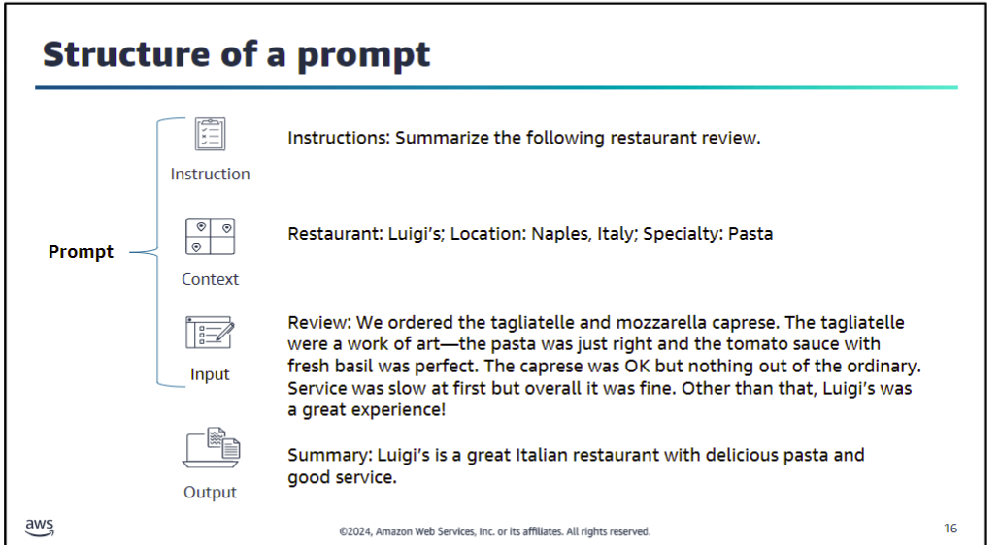 Structure of a prompt
Instructions: Summarize the following restaurant review.
Instruction
Restaurant: Luigi’s; Location: Naples, Italy; Specialty: Pasta
Prompt
Context
Review: We ordered the tagliatelle and mozzarella caprese. The tagliatelle
were a work of art—the pasta was just right and the tomato sauce with
fresh basil was perfect. The caprese was OK but nothing out of the ordinary.
Service was slow at first but overall it was fine. Other than that, Luigi’s was
a great experience!
Input
Summary: Luigi’s is a great Italian restaurant with delicious pasta and
good service.
Output
aws
©2024, Amazon Web Services, Inc. or its affiliates. All rights reserved.
16